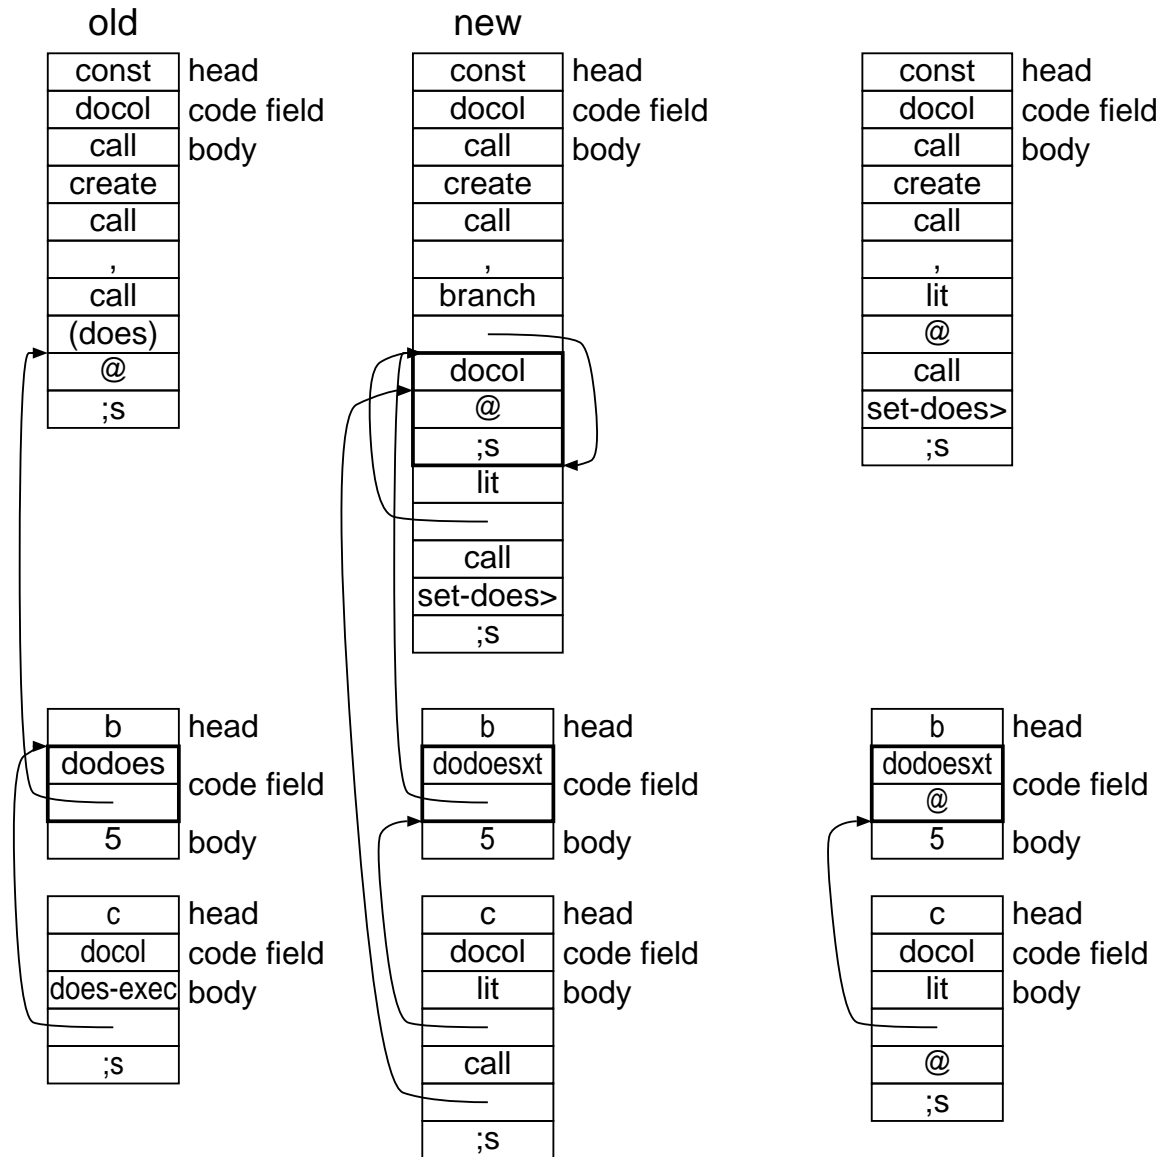 old
const head
docol code field
call body
create
call
,
call
(does)
@
;s
b head
dodoes
code field
5 body
c head
docol code field
does-exec body
;s
new
const head
docol code field
call body
create
call
,
branch
docol
@
;s
lit
call
set-does>
;s
b head
dodoesxt
code field
5 body
c head
docol code field
lit body
call
;s
const head
docol code field
call body
create
call
,
lit
@
call
set-does>
;s
b head
dodoesxt
code field
@
5 body
c head
docol code field
lit body
@
;s